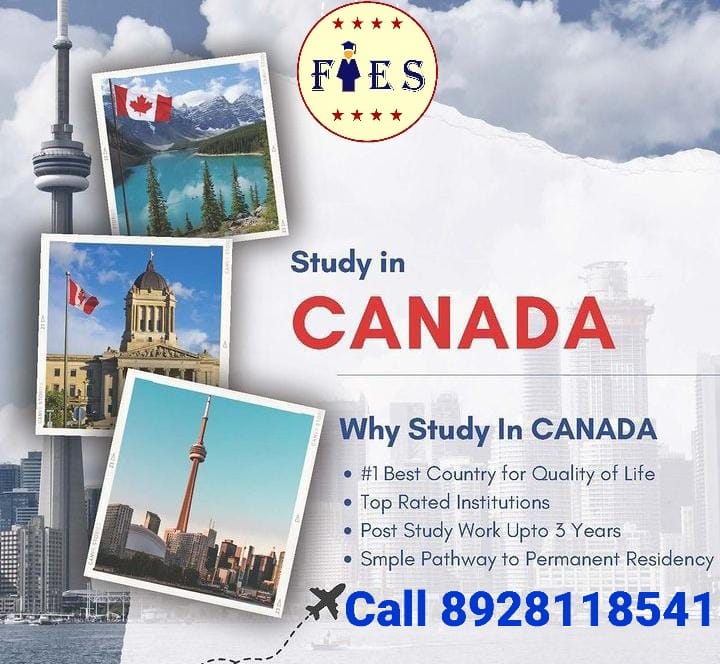 ★ ★ ★ ★
F ES
★ ★ ★ ★
Study in
CANADA
Why Study In CANADA
• #1 Best Country for Quality of Life
• Top Rated Institutions
• Post Study Work Upto 3 Years
• Smple Pathway to Permanent Residency
Call 8928118541